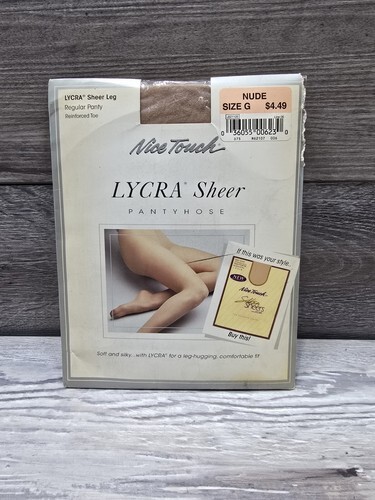 LYCRA® Sheer Leg
Regular Panty
Reinforced Toe
NUDE
SIZE G $4.49
0 56055 00623 0
Nice Touch
LYCRA® Sheer
PANTYHOSE
If this was your style.
NEW
Nice Touch
Sheers
Buy this!
Soft and silky...with LYCRA® for a leg-hugging, comfortable fit